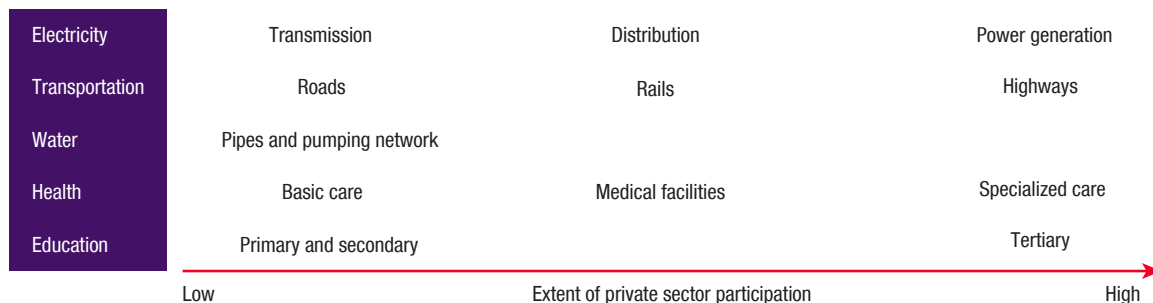 Electricity Transmission Distribution Power generation
Transportation Roads Rails Highways
Water Pipes and pumping network
Health Basic care Medical facilities Specialized care
Education Primary and secondary Tertiary
Low Extent of private sector participation High